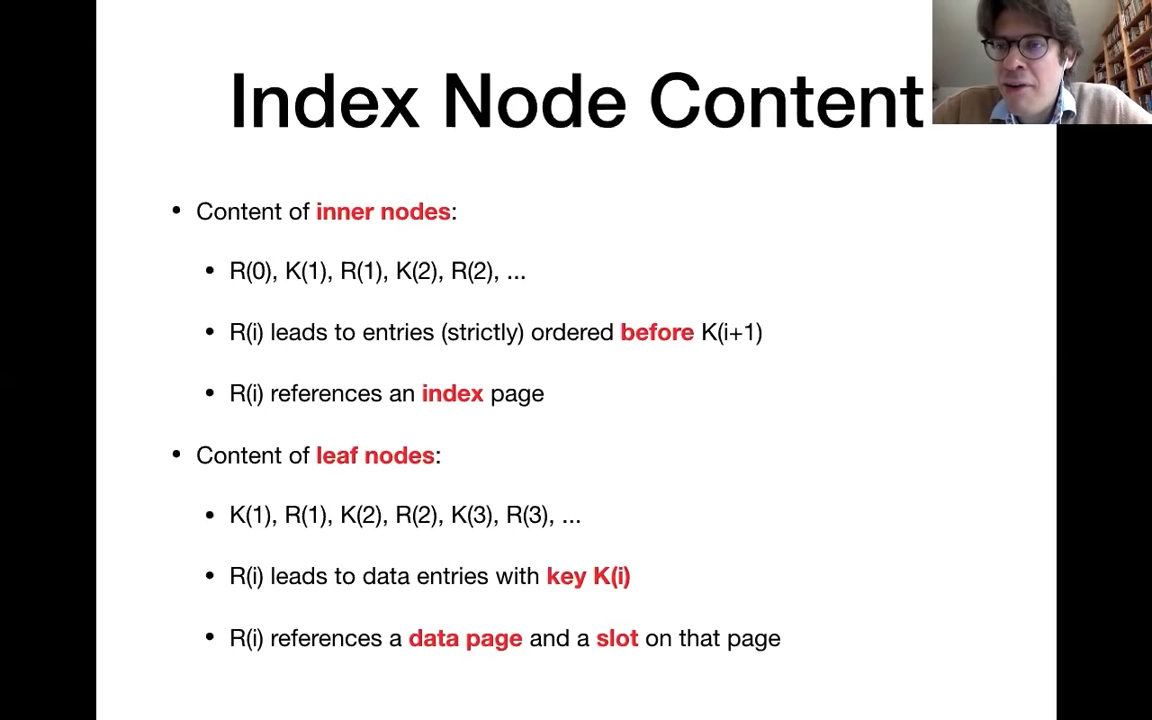 Index Node Content
• Content of inner nodes:
• R(0), K(1), R(1), K(2), R(2), ...
• R(i) leads to entries (strictly) ordered before K(i+1)
• R(i) references an index page
• Content of leaf nodes:
• K(1), R(1), K(2), R(2), K(3), R(3), ...
• R(i) leads to data entries with key K(i)
• R(i) references a data page and a slot on that page